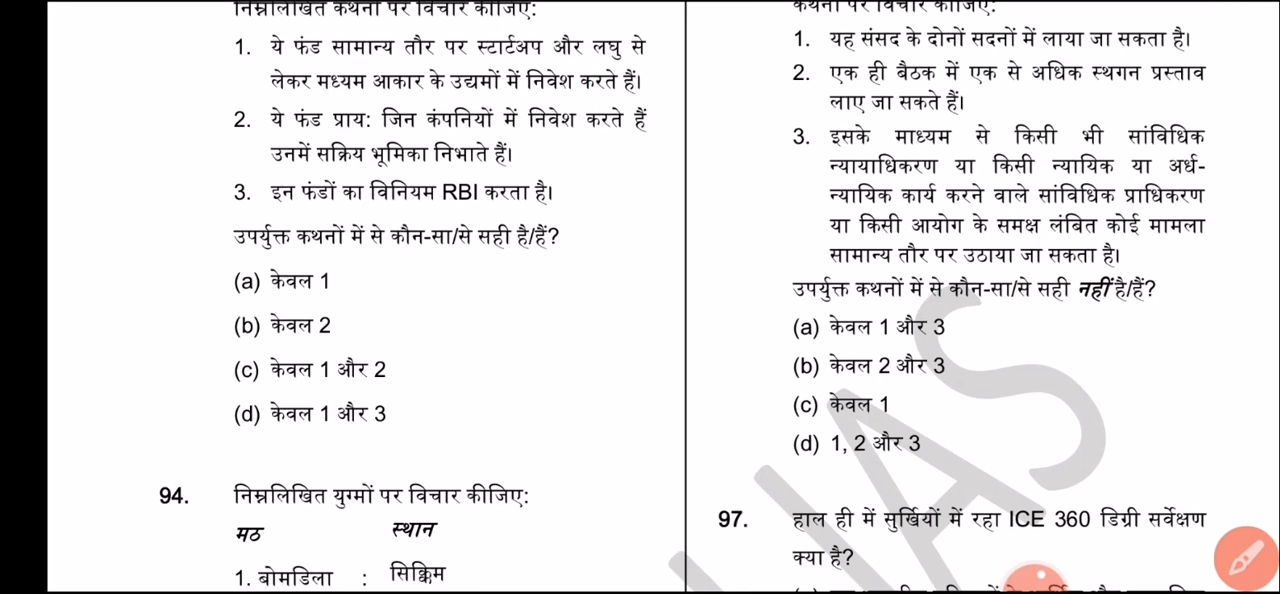 निम्नलिखित कथनों पर विचार कीजिए:
1. ये फंड सामान्य तौर पर स्टार्टअप और लघु से
लेकर मध्यम आकार के उद्यमों में निवेश करते हैं।
2. ये फंड प्राय: जिन कंपनियों में निवेश करते हैं
उनमें सक्रिय भूमिका निभाते हैं।
3. इन फंडों का विनियम RBI करता है।
उपर्युक्त कथनों में से कौन-सा/से सही है/हैं?
(a) केवल 1
(b) केवल 2
(c) केवल 1 और 2
(d) केवल 1 और 3
94. निम्नलिखित युग्मों पर विचार कीजिए:
मठ स्थान
1. बोमडिला : सिक्किम
कथनों पर विचार कीजिए:
1. यह संसद के दोनों सदनों में लाया जा सकता है।
2. एक ही बैठक में एक से अधिक स्थगन प्रस्ताव
लाए जा सकते हैं।
3. इसके माध्यम से किसी भी सांविधिक
न्यायाधिकरण या किसी न्यायिक या अर्ध-
न्यायिक कार्य करने वाले सांविधिक प्राधिकरण
या किसी आयोग के समक्ष लंबित कोई मामला
सामान्य तौर पर उठाया जा सकता है।
उपर्युक्त कथनों में से कौन-सा/से सही नहीं है/हैं?
(a) केवल 1 और 3
(b) केवल 2 और 3
(c) केवल 1
(d) 1, 2 और 3
97. हाल ही में सुर्खियों में रहा ICE 360 डिग्री सर्वेक्षण
क्या है?
IAS